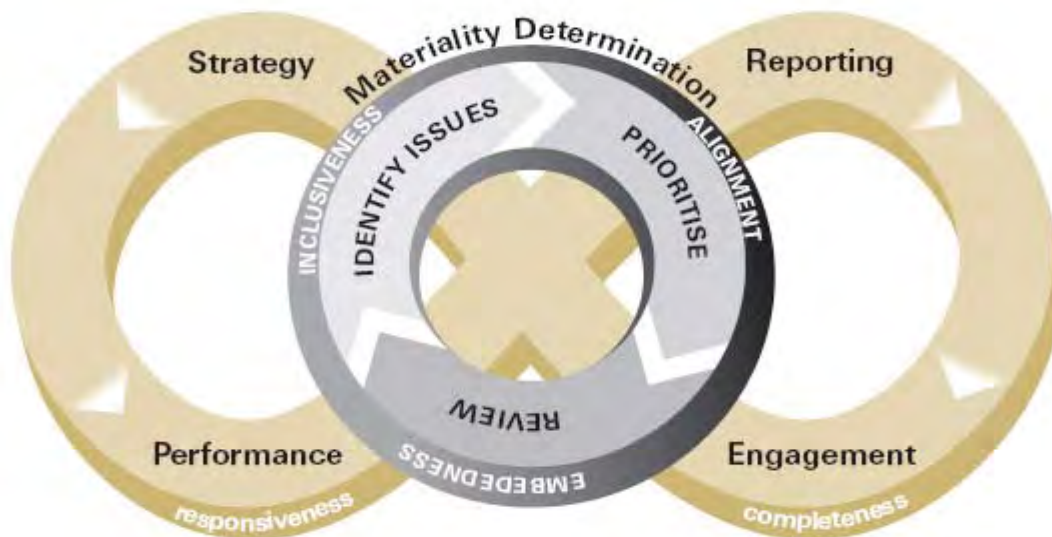 Materiality Determination
Strategy
Reporting
INCLUSIVENESS
IDENTIFY ISSUES
PRIORITISE
ALIGNMENT
REVIEW
EMBEDEDNESS
Performance
Engagement
responsiveness
completeness